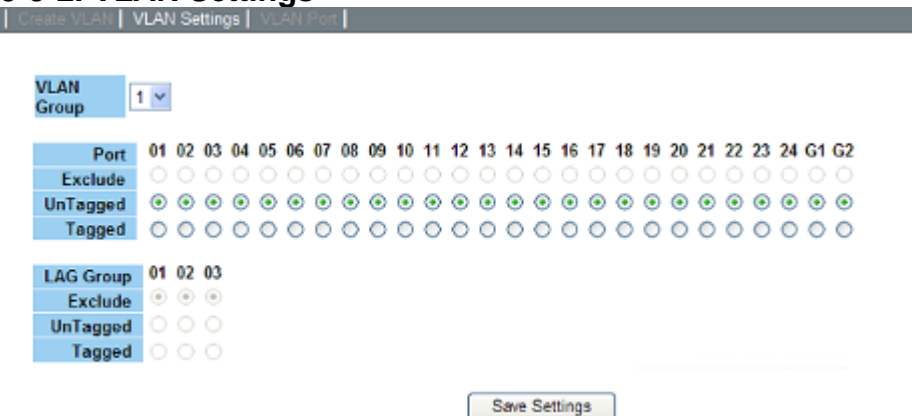 VLAN Settings
| Create VLAN | VLAN Settings | VLAN Port |
VLAN
Group
1
Port 01 02 03 04 05 06 07 08 09 10 11 12 13 14 15 16 17 18 19 20 21 22 23 24 G1 G2
Exclude
UnTagged
Tagged
LAG Group 01 02 03
Exclude
UnTagged
Tagged
Save Settings